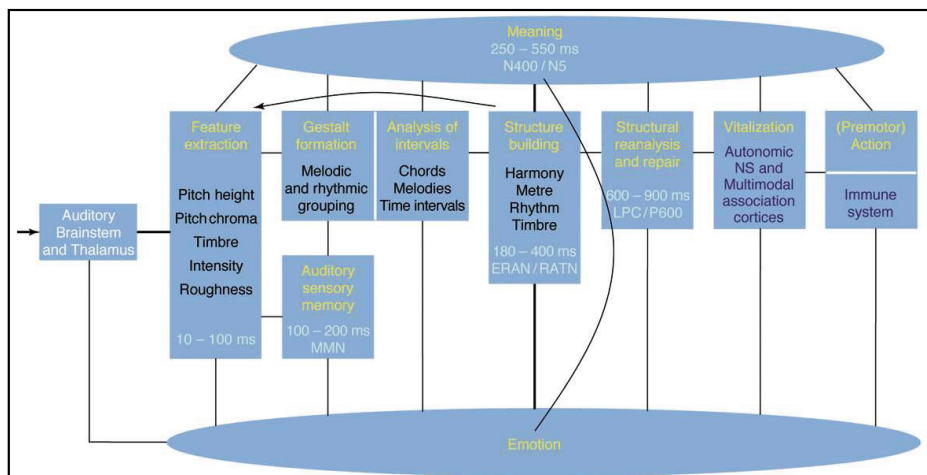 Meaning
250 – 550 ms
N400 / N5
Feature
extraction
Pitch height
Pitch chroma
Timbre
Intensity
Roughness
10 – 100 ms
Gestalt
formation
Melodic
and rhythmic
grouping
Analysis of
intervals
Chords
Melodies
Time intervals
Structure
building
Harmony
Metre
Rhythm
Timbre
180 – 400 ms
ERAN / RATN
Structural
reanalysis
and repair
600 – 900 ms
LPC / P600
Vitalization
Autonomic
NS and
Multimodal
association
cortices
(Premotor)
Action
Immune
system
Auditory
Brainstem
and Thalamus
Auditory
sensory
memory
100 – 200 ms
MMN
Emotion